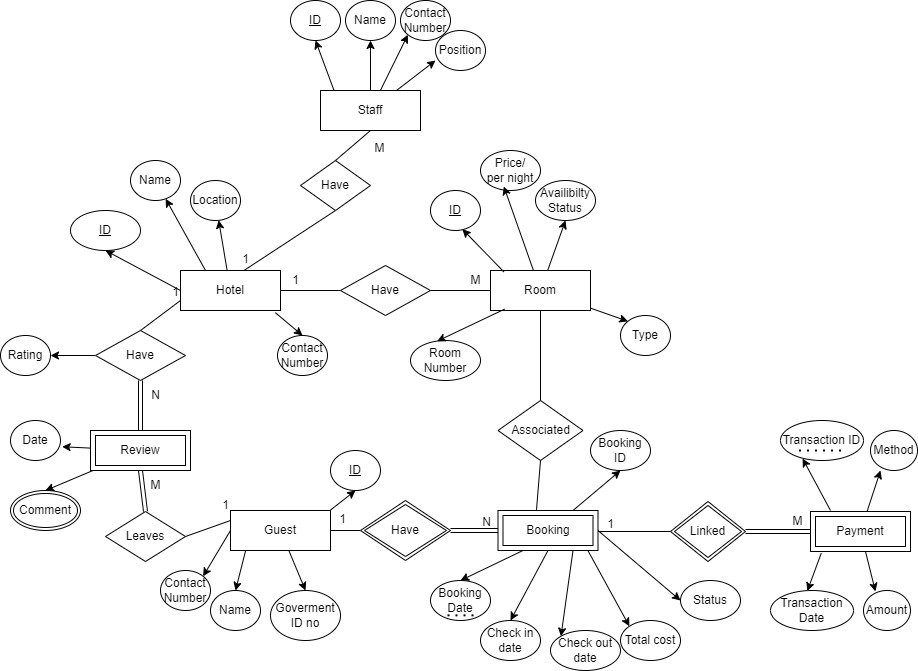 ID
Name
Contact
Number
Position
Staff
M
Have
Name
Location
ID
1
Price/
per night
Availibilty
Status
ID
1
Hotel
1
Have
M
Room
Type
Contact
Number
Room
Number
Rating
Have
N
Date
Review
M
Comment
Leaves
1
ID
Guest
1
Have
N
Associated
Booking
ID
Booking
1
Linked
M
Payment
Transaction ID
Method
Contact
Number
Name
Goverment
ID no
Booking
Date
Check in
date
Check out
date
Total cost
Status
Transaction
Date
Amount